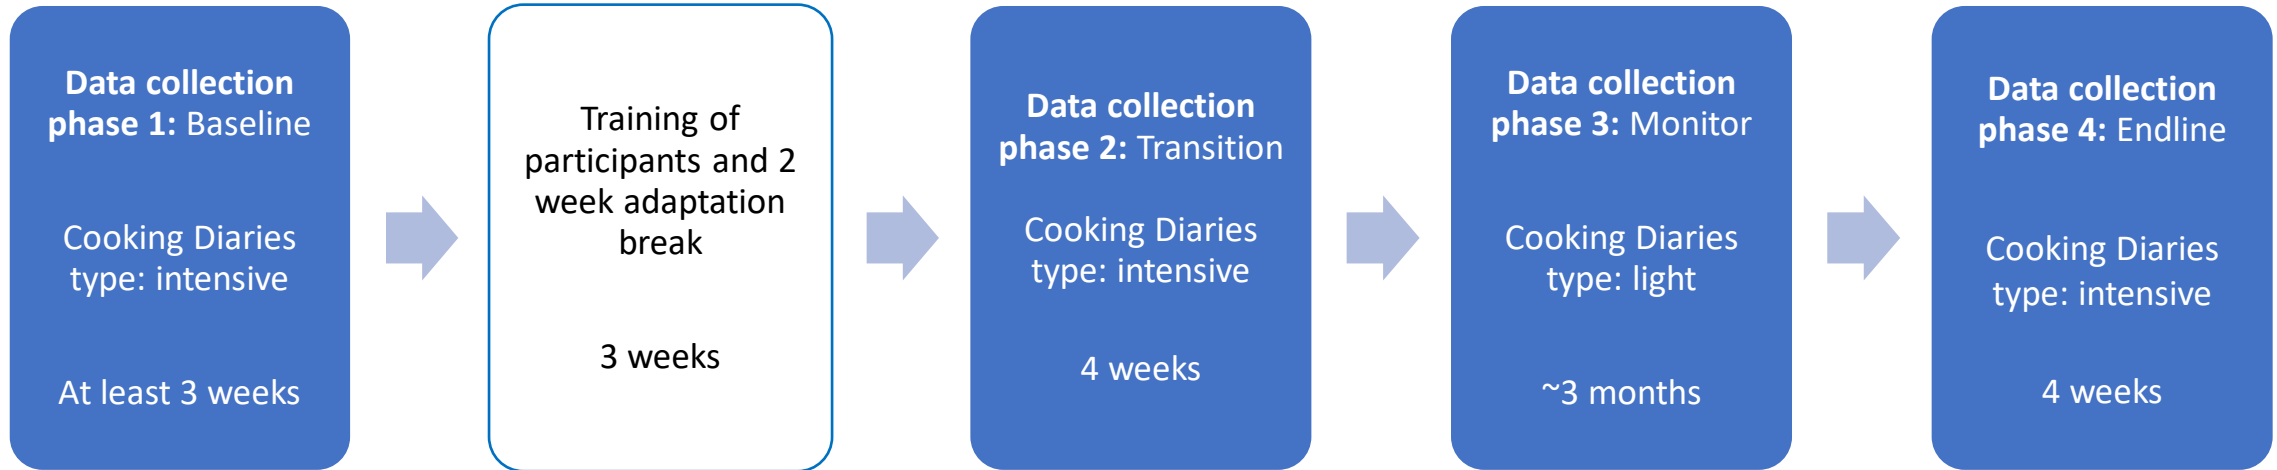 Data collection
phase 1: Baseline
Cooking Diaries
type: intensive
At least 3 weeks
Training of
participants and 2
week adaptation
break
3 weeks
Data collection
phase 2: Transition
Cooking Diaries
type: intensive
4 weeks
Data collection
phase 3: Monitor
Cooking Diaries
type: light
~3 months
Data collection
phase 4: Endline
Cooking Diaries
type: intensive
4 weeks